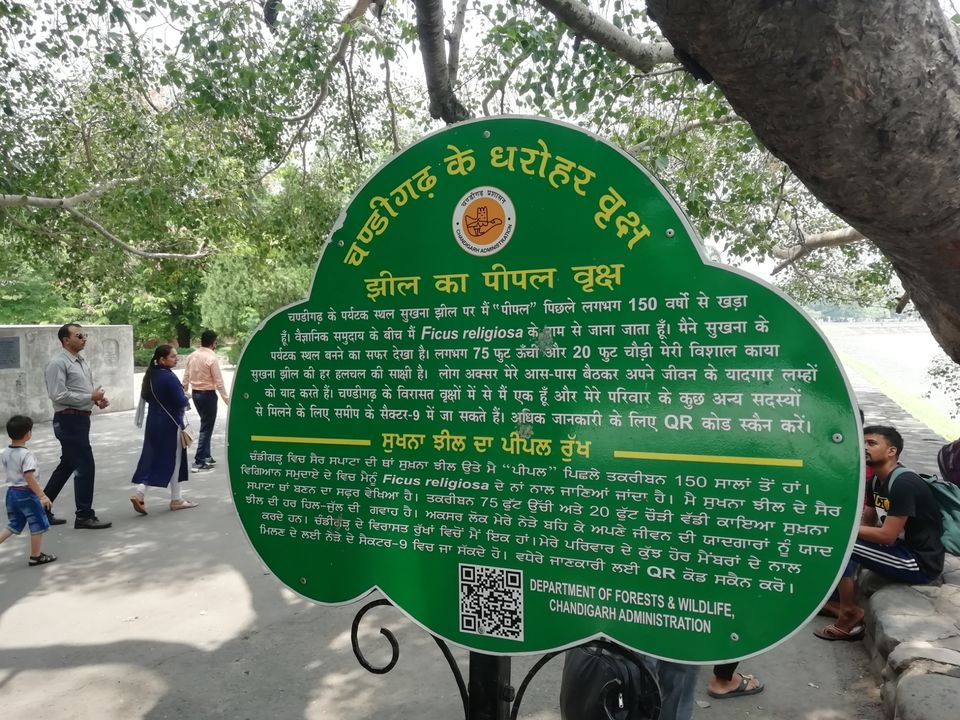 चण्डीगढ़ के धरोहर वृक्ष
चण्डीगढ़ प्रशासन
CHANDIGARH ADMINISTRATION
झील का पीपल वृक्ष
चण्डीगढ़ के पर्यटक स्थल सुखना झील पर मैं "पीपल" पिछले लगभग 150 वर्षों से खड़ा
हूँ। वैज्ञानिक समुदाय के बीच में Ficus religiosa के नाम से जाना जाता हूँ। मैने सुखना के
पर्यटक स्थल बनने का सफर देखा है। लगभग 75 फुट ऊँची और 20 फुट चौड़ी मेरी विशाल काया
सुखना झील की हर हलचल की साक्षी है। लोग अक्सर मेरे आस-पास बैठकर अपने जीवन के यादगार लम्हों
को याद करते हैं। चण्डीगढ़ के विरासत वृक्षों में से मैं एक हूँ और मेरे परिवार के कुछ अन्य सदस्यों
से मिलने के लिए समीप के सैक्टर-9 में जा सकते हैं। अधिक जानकारी के लिए QR कोड स्कैन करें।
ਸੁਖਨਾ ਝੀਲ ਦਾ ਪੀਪਲ ਰੁੱਖ
ਚੰਡੀਗੜ੍ਹ ਵਿਚ ਸੈਰ ਸਪਾਟਾ ਦੀ ਥਾਂ ਸੁਖਨਾ ਝੀਲ ਉਤੇ ਮੈਂ "ਪੀਪਲ" ਪਿਛਲੇ ਤਕਰੀਬਨ 150 ਸਾਲਾਂ ਤੋਂ ਹਾਂ।
ਵਿਗਿਆਨ ਸਮੁਦਾਏ ਦੇ ਵਿਚ ਮੈਨੂੰ Ficus religiosa ਦੇ ਨਾਂ ਨਾਲ ਜਾਣਿਆਂ ਜਾਂਦਾ ਹੈ। ਮੈਂ ਸੁਖਨਾ ਝੀਲ ਦੇ ਸੈਰ
ਸਪਾਟਾ ਥਾਂ ਬਣਨ ਦਾ ਸਫ਼ਰ ਵੇਖਿਆ ਹੈ। ਤਕਰੀਬਨ 75 ਫੁੱਟ ਉਚੀ ਅਤੇ 20 ਫੁੱਟ ਚੌੜੀ ਵੱਡੀ ਕਾਇਆ ਸੁਖ਼ਨਾ
ਝੀਲ ਦੀ ਹਰ ਹਿਲ-ਜੁੱਲ ਦੀ ਗਵਾਹ ਹੈ। ਅਕਸਰ ਲੋਕ ਮੇਰੇ ਨੇੜੇ ਬਹਿ ਕੇ ਅਪਣੇ ਜੀਵਨ ਦੀ ਯਾਦਗਾਰਾਂ ਨੂੰ ਯਾਦ
ਕਰਦੇ ਹਨ। ਚੰਡੀਗੜ੍ਹ ਦੇ ਵਿਰਾਸਤ ਰੁੱਖਾਂ ਵਿਚੋਂ ਮੈਂ ਇਕ ਹਾਂ। ਮੇਰੇ ਪਰਿਵਾਰ ਦੇ ਕੁੱਝ ਹੋਰ ਮੈਂਬਰਾਂ ਦੇ ਨਾਲ
ਮਿਲਣ ਦੇ ਲਈ ਨੇੜੇ ਦੇ ਸੈਕਟਰ-9 ਵਿਚ ਜਾ ਸਕਦੇ ਹੋ। ਵਧੇਰੇ ਜਾਣਕਾਰੀ ਲਈ QR ਕੋਡ ਸਕੈਨ ਕਰੋ।
DEPARTMENT OF FORESTS & WILDLIFE,
CHANDIGARH ADMINISTRATION